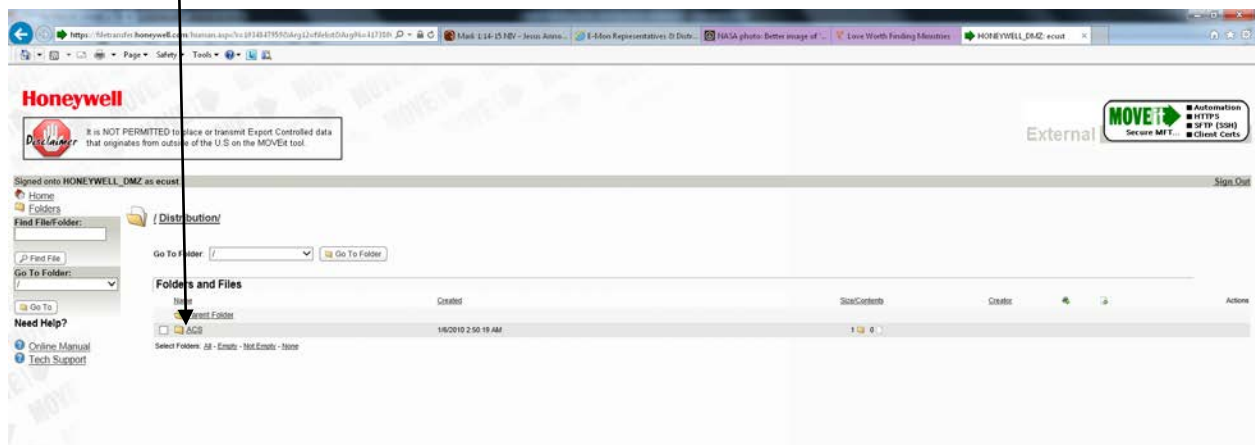 Mark 1:14-15 NIV - Jesus Anno...
E-Mon Representatives & Distr...
NASA photo: Better image of '...
Love Worth Finding Ministries
HONEYWELL_DMZ: ecust
Page Safety Tools
Honeywell
Disclaimer
It is NOT PERMITTED to place or transmit Export Controlled data
that originates from outside of the U.S on the MOVEit tool.
External
MOVEit
Secure MFT...
Automation
HTTPS
SFTP (SSH)
Client Certs
Signed onto HONEYWELL_DMZ as ecust
Sign Out
Home
Folders
Find File/Folder:
Find File
Go To Folder:
/
Go To
Need Help?
Online Manual
Tech Support
/ Distribution/
Go To Folder: /
Go To Folder
Folders and Files
Name Created Size/Contents Creator Actions
Parent Folder
ACS 1/6/2010 2:50:19 AM 1 0
Select Folders: All - Empty - Not Empty - None